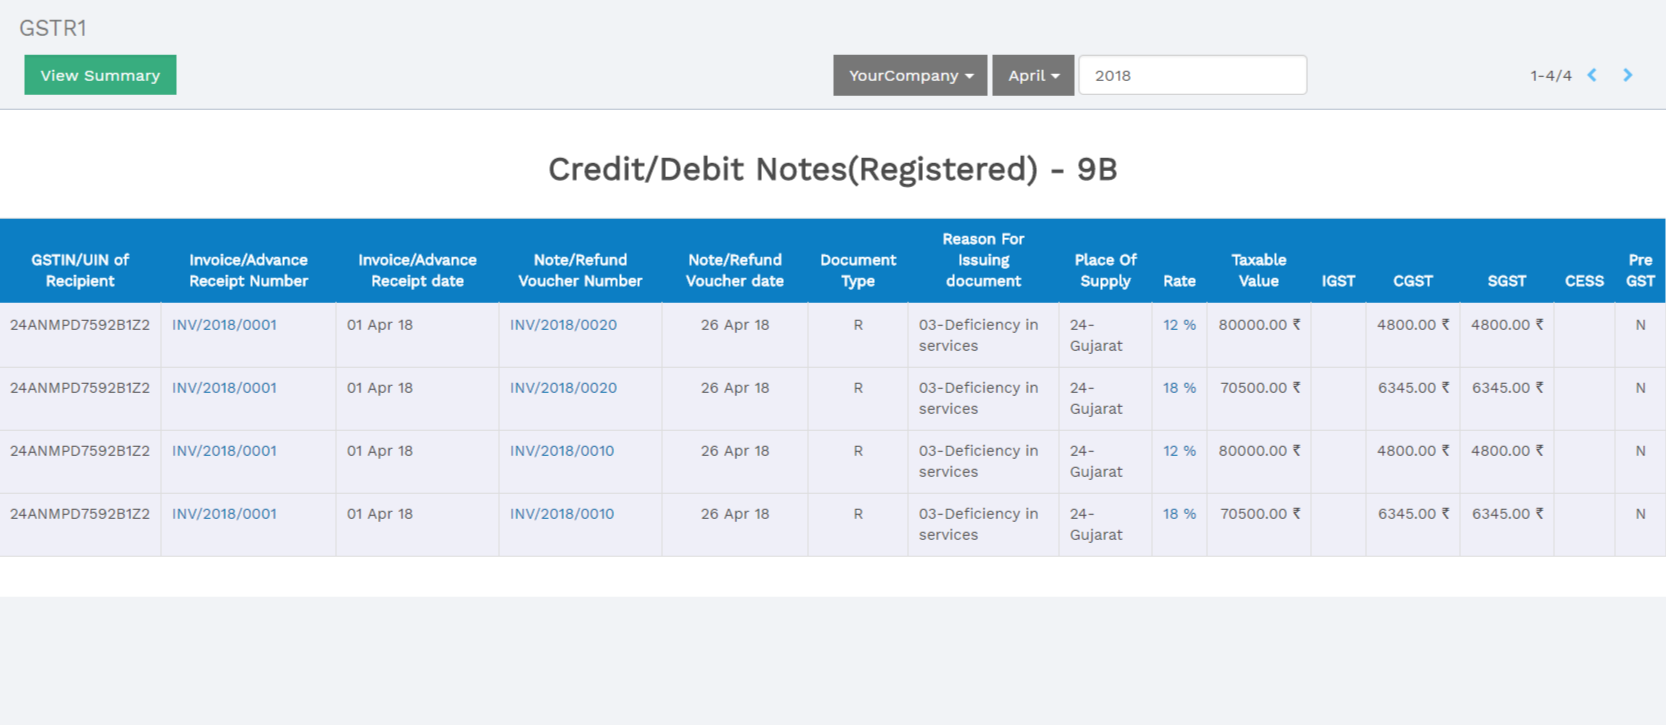 GSTR1
View Summary
YourCompany
April
2018
1-4/4
Credit/Debit Notes(Registered) - 9B
GSTIN/UIN of Recipient
Invoice/Advance Receipt Number
Invoice/Advance Receipt date
Note/Refund Voucher Number
Note/Refund Voucher date
Document Type
Reason For Issuing document
Place Of Supply
Rate
Taxable Value
IGST
CGST
SGST
CESS
Pre GST
24ANMPD7592B1Z2 INV/2018/0001 01 Apr 18 INV/2018/0020 26 Apr 18 R 03-Deficiency in services 24-Gujarat 12 % 80000.00 ₹ 4800.00 ₹ 4800.00 ₹ N
24ANMPD7592B1Z2 INV/2018/0001 01 Apr 18 INV/2018/0020 26 Apr 18 R 03-Deficiency in services 24-Gujarat 18 % 70500.00 ₹ 6345.00 ₹ 6345.00 ₹ N
24ANMPD7592B1Z2 INV/2018/0001 01 Apr 18 INV/2018/0010 26 Apr 18 R 03-Deficiency in services 24-Gujarat 12 % 80000.00 ₹ 4800.00 ₹ 4800.00 ₹ N
24ANMPD7592B1Z2 INV/2018/0001 01 Apr 18 INV/2018/0010 26 Apr 18 R 03-Deficiency in services 24-Gujarat 18 % 70500.00 ₹ 6345.00 ₹ 6345.00 ₹ N